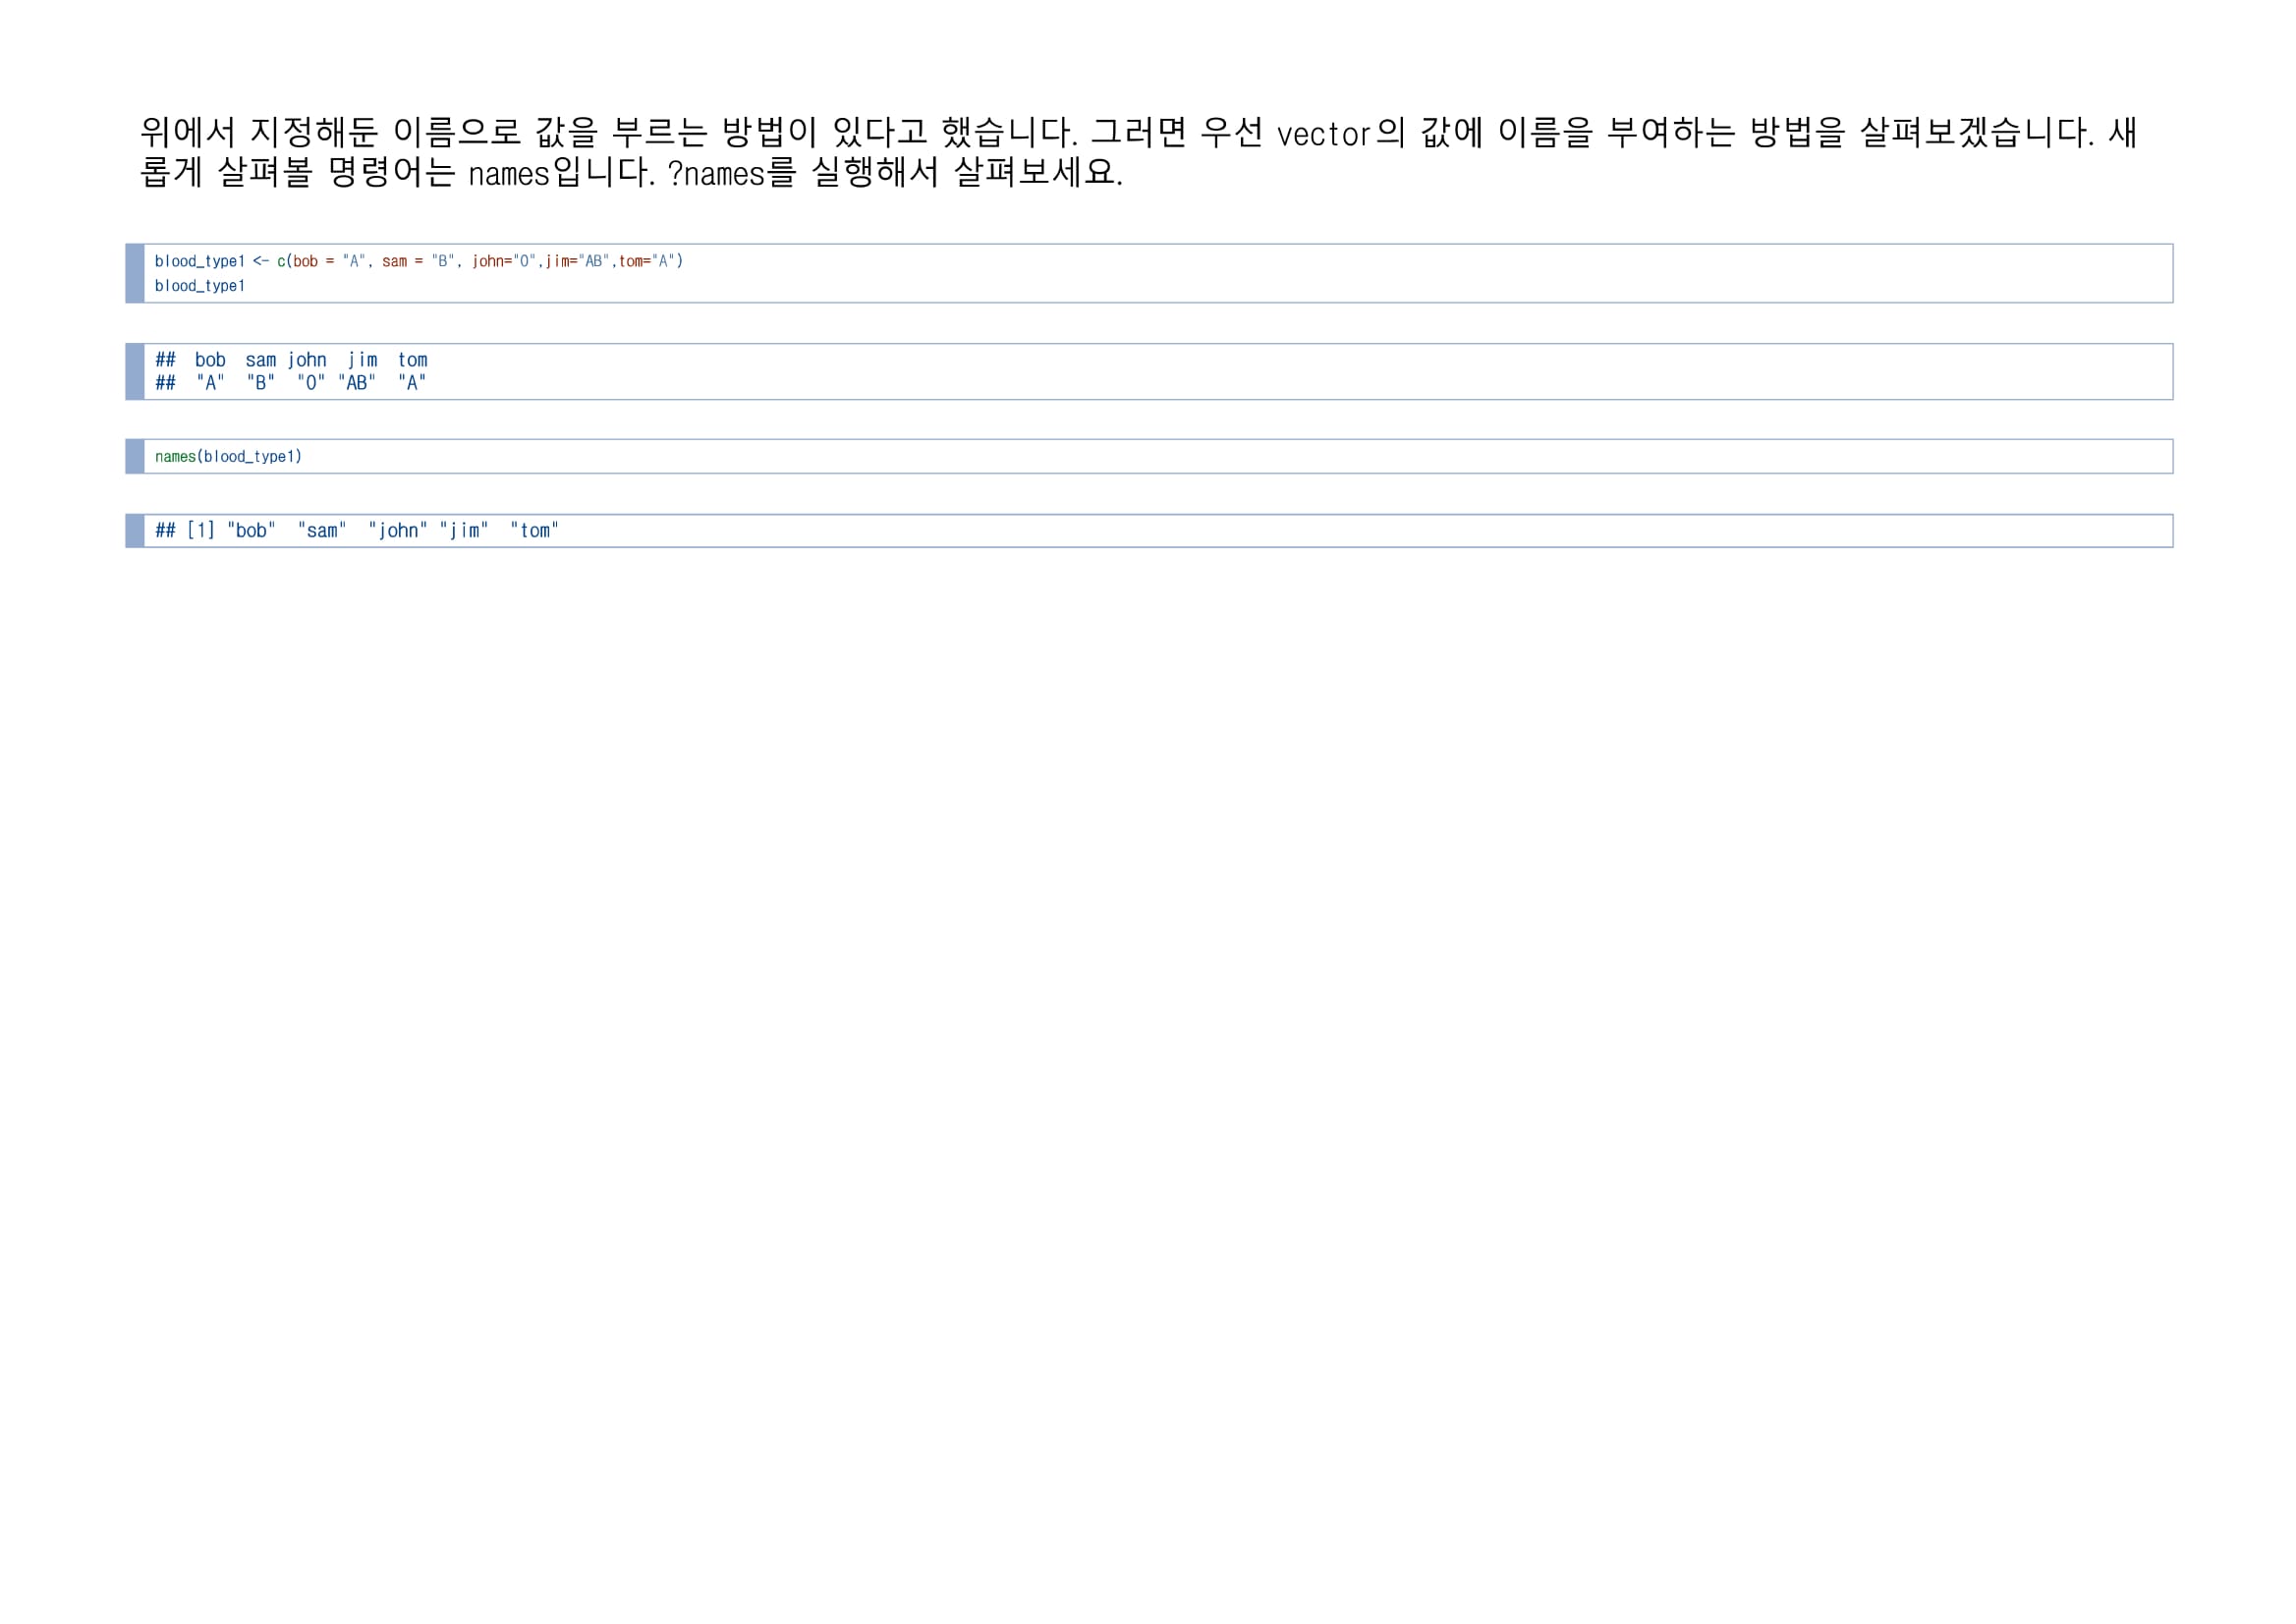 위에서 지정해둔 이름으로 값을 부르는 방법이 있다고 했습니다. 그러면 우선 vector의 값에 이름을 부여하는 방법을 살펴보겠습니다. 새
롭게 살펴볼 명령어는 names입니다. ?names를 실행해서 살펴보세요.
blood_type1 <- c(bob = "A", sam = "B", john="O",jim="AB",tom="A")
blood_type1
##  bob  sam john  jim  tom
##  "A"  "B"  "O" "AB"  "A"
names(blood_type1)
## [1] "bob"  "sam"  "john" "jim"  "tom"